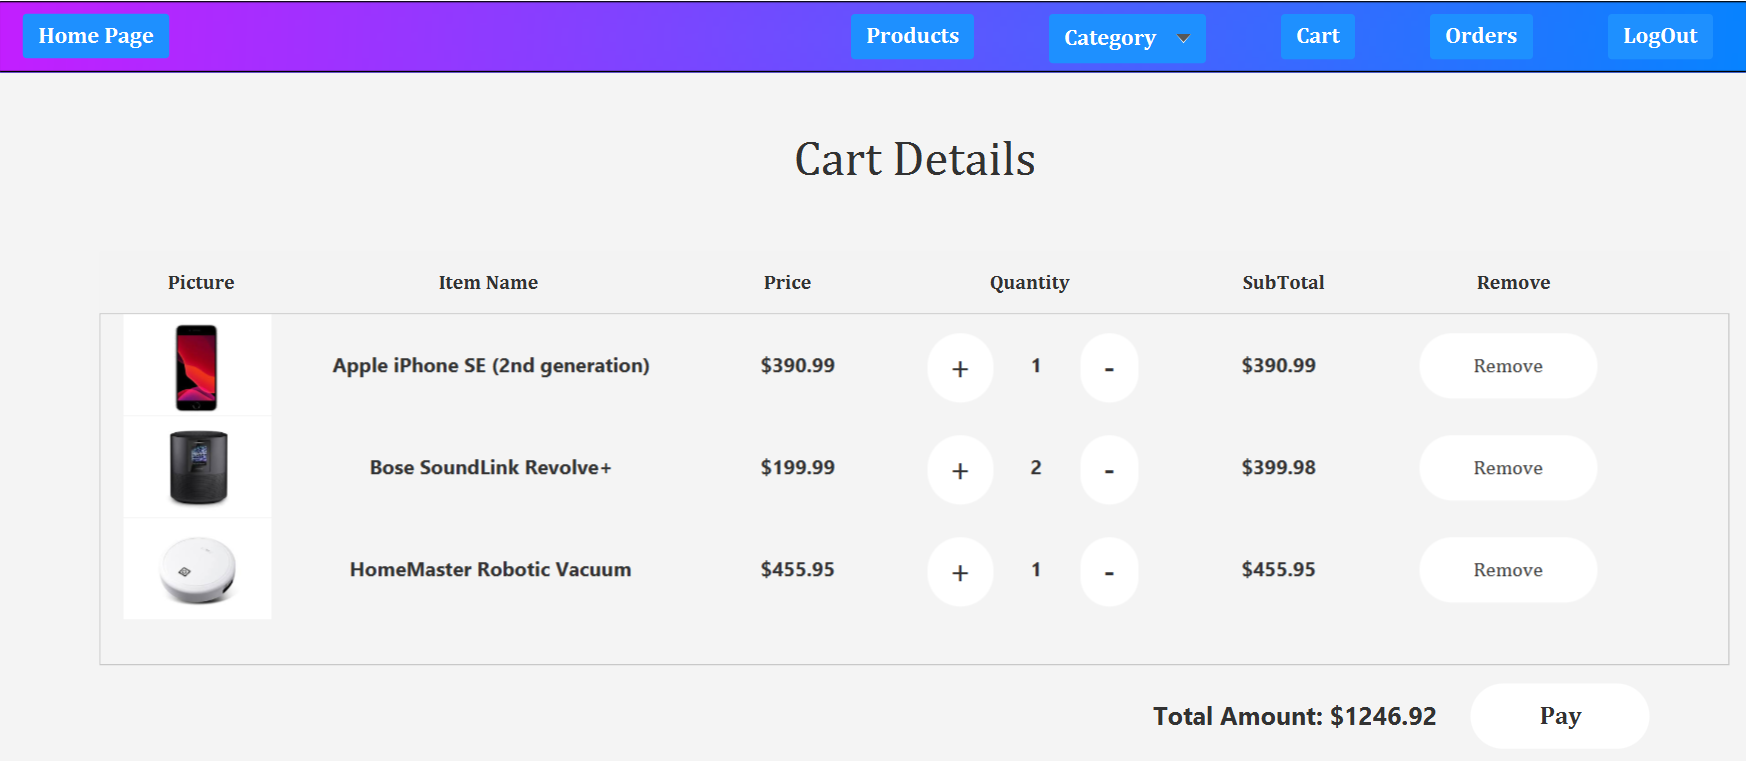 Home Page Products Category Cart Orders LogOut
Cart Details
Picture Item Name Price Quantity SubTotal Remove
Apple iPhone SE (2nd generation) $390.99 + 1 - $390.99 Remove
Bose SoundLink Revolve+ $199.99 + 2 - $399.98 Remove
HomeMaster Robotic Vacuum $455.95 + 1 - $455.95 Remove
Total Amount: $1246.92 Pay